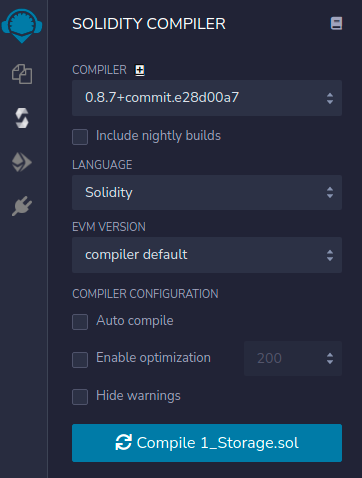 SOLIDITY COMPILER
COMPILER
0.8.7+commit.e28d00a7
Include nightly builds
LANGUAGE
Solidity
EVM VERSION
compiler default
COMPILER CONFIGURATION
Auto compile
Enable optimization 200
Hide warnings
Compile 1_Storage.sol